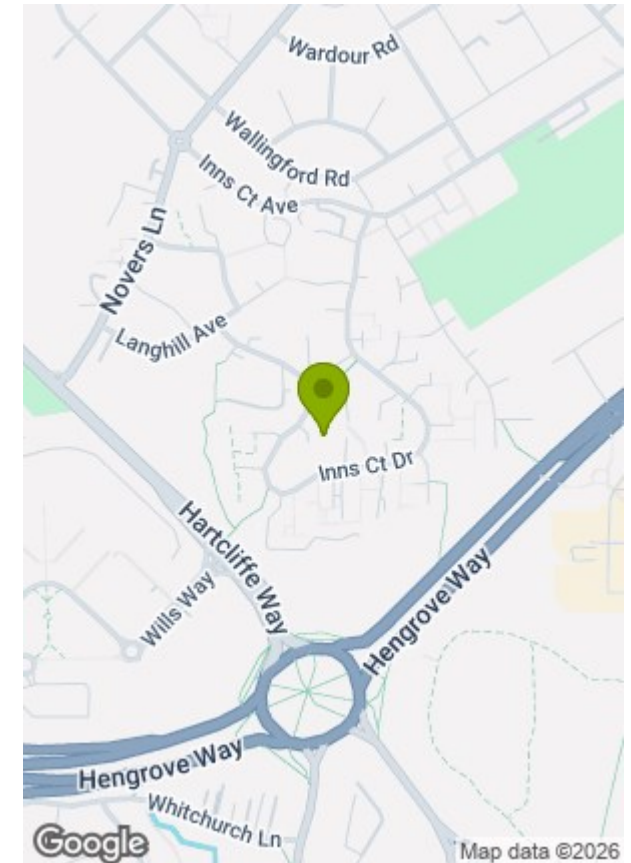 Wardour Rd
Wallingford Rd
Inns Ct Ave
Novers Ln
Langhill Ave
Inns Ct Dr
Hartcliffe Way
Wills Way
Hengrove Way
Hengrove Way
Whitchurch Ln
Google
Map data ©2026